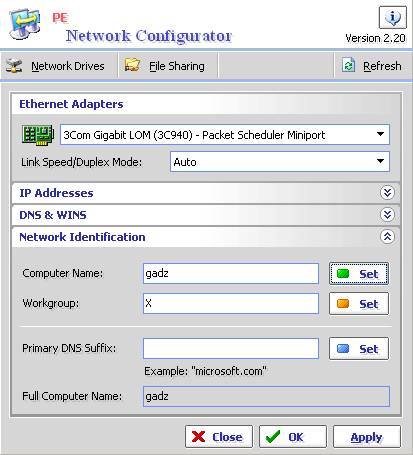 PE
Network Configurator
Version 2.20
Network Drives
File Sharing
Refresh
Ethernet Adapters
3Com Gigabit LOM (3C940) - Packet Scheduler Miniport
Link Speed/Duplex Mode: Auto
IP Addresses
DNS & WINS
Network Identification
Computer Name: gadz Set
Workgroup: X Set
Primary DNS Suffix: Set
Example: "microsoft.com"
Full Computer Name: gadz
Close OK Apply